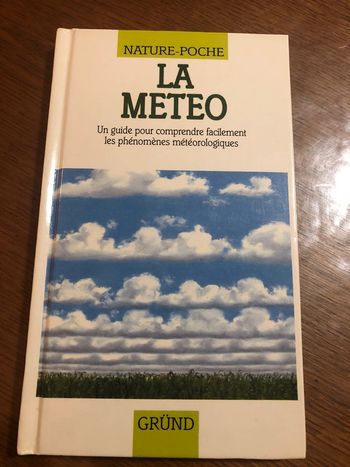 NATURE-POCHE
LA
METEO
Un guide pour comprendre facilement
les phénomènes météorologiques
GRÜND